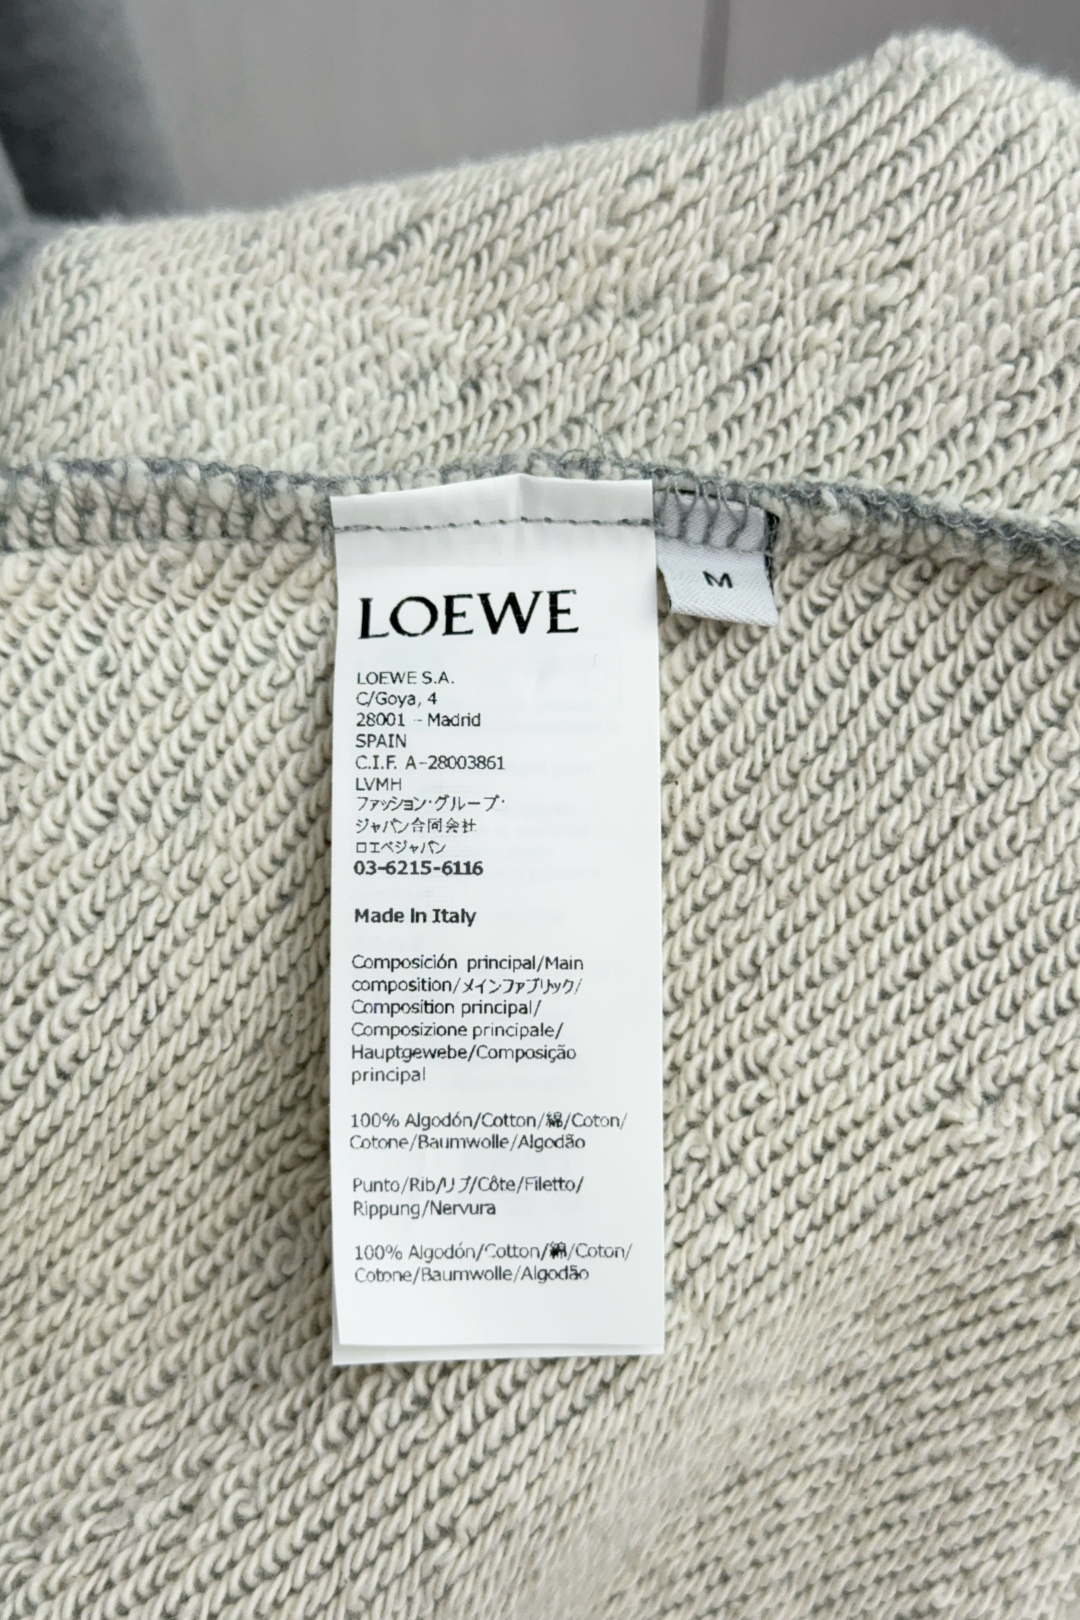 LOEWE
M
LOEWE S.A.
C/Goya, 4
28001 - Madrid
SPAIN
C.I.F. A-28003861
LVMH
ファッション・グループ・
ジャパン合同会社
ロエベジャパン
03-6215-6116
Made in Italy
Composición principal/Main
composition/メインファブリック/
Composition principal/
Composizione principale/
Hauptgewebe/Composição
principal
100% Algodón/Cotton/綿/Coton/
Cotone/Baumwolle/Algodão
Punto/Rib/リブ/Côte/Filetto/
Rippung/Nervura
100% Algodón/Cotton/綿/Coton/
Cotone/Baumwolle/Algodão